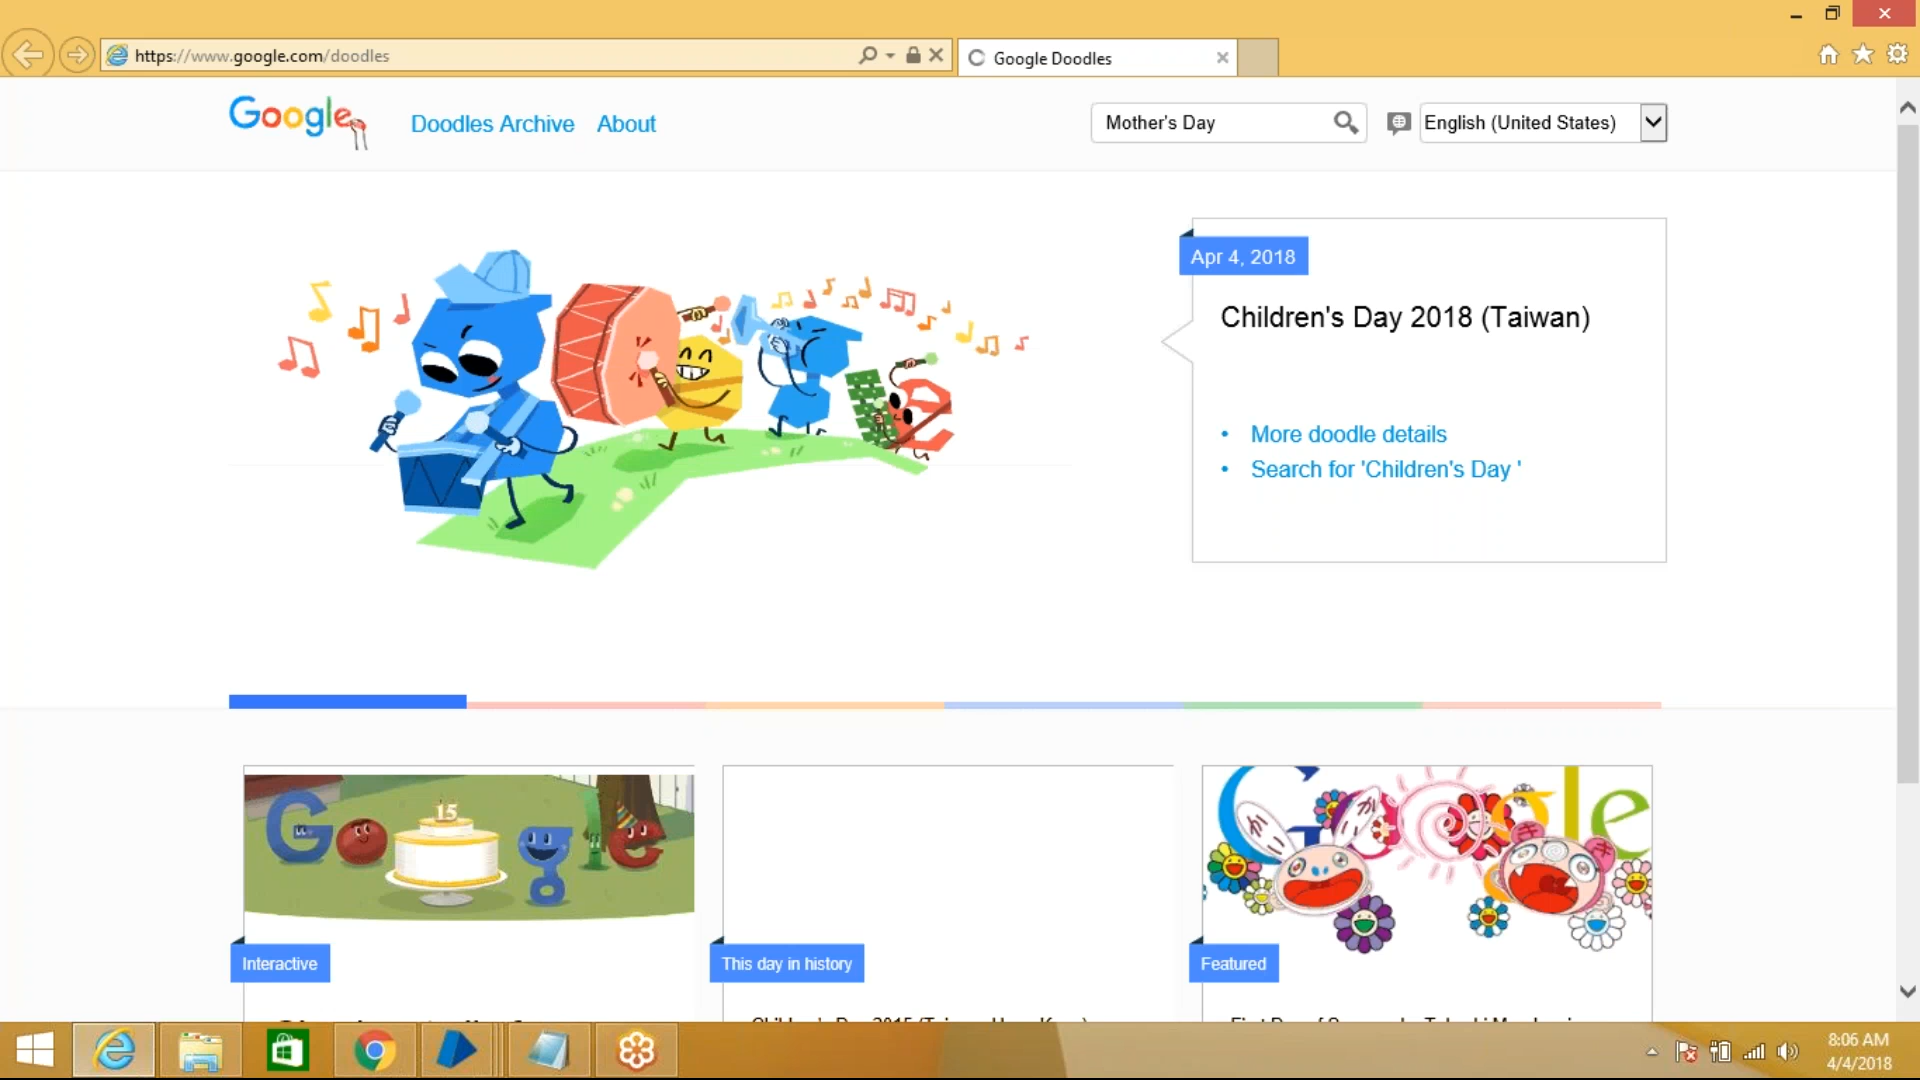 https://www.google.com/doodles
Google Doodles
Google
Doodles Archive
About
Mother's Day
English (United States)
Apr 4, 2018
Children's Day 2018 (Taiwan)
• More doodle details
• Search for 'Children's Day '
15
Interactive
This day in history
Featured
8:06 AM
4/4/2018